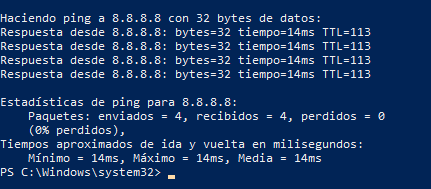 Haciendo ping a 8.8.8.8 con 32 bytes de datos:
Respuesta desde 8.8.8.8: bytes=32 tiempo=14ms TTL=113
Respuesta desde 8.8.8.8: bytes=32 tiempo=14ms TTL=113
Respuesta desde 8.8.8.8: bytes=32 tiempo=14ms TTL=113
Respuesta desde 8.8.8.8: bytes=32 tiempo=14ms TTL=113
Estadísticas de ping para 8.8.8.8:
Paquetes: enviados = 4, recibidos = 4, perdidos = 0
(0% perdidos),
Tiempos aproximados de ida y vuelta en milisegundos:
Mínimo = 14ms, Máximo = 14ms, Media = 14ms
PS C:\Windows\system32>